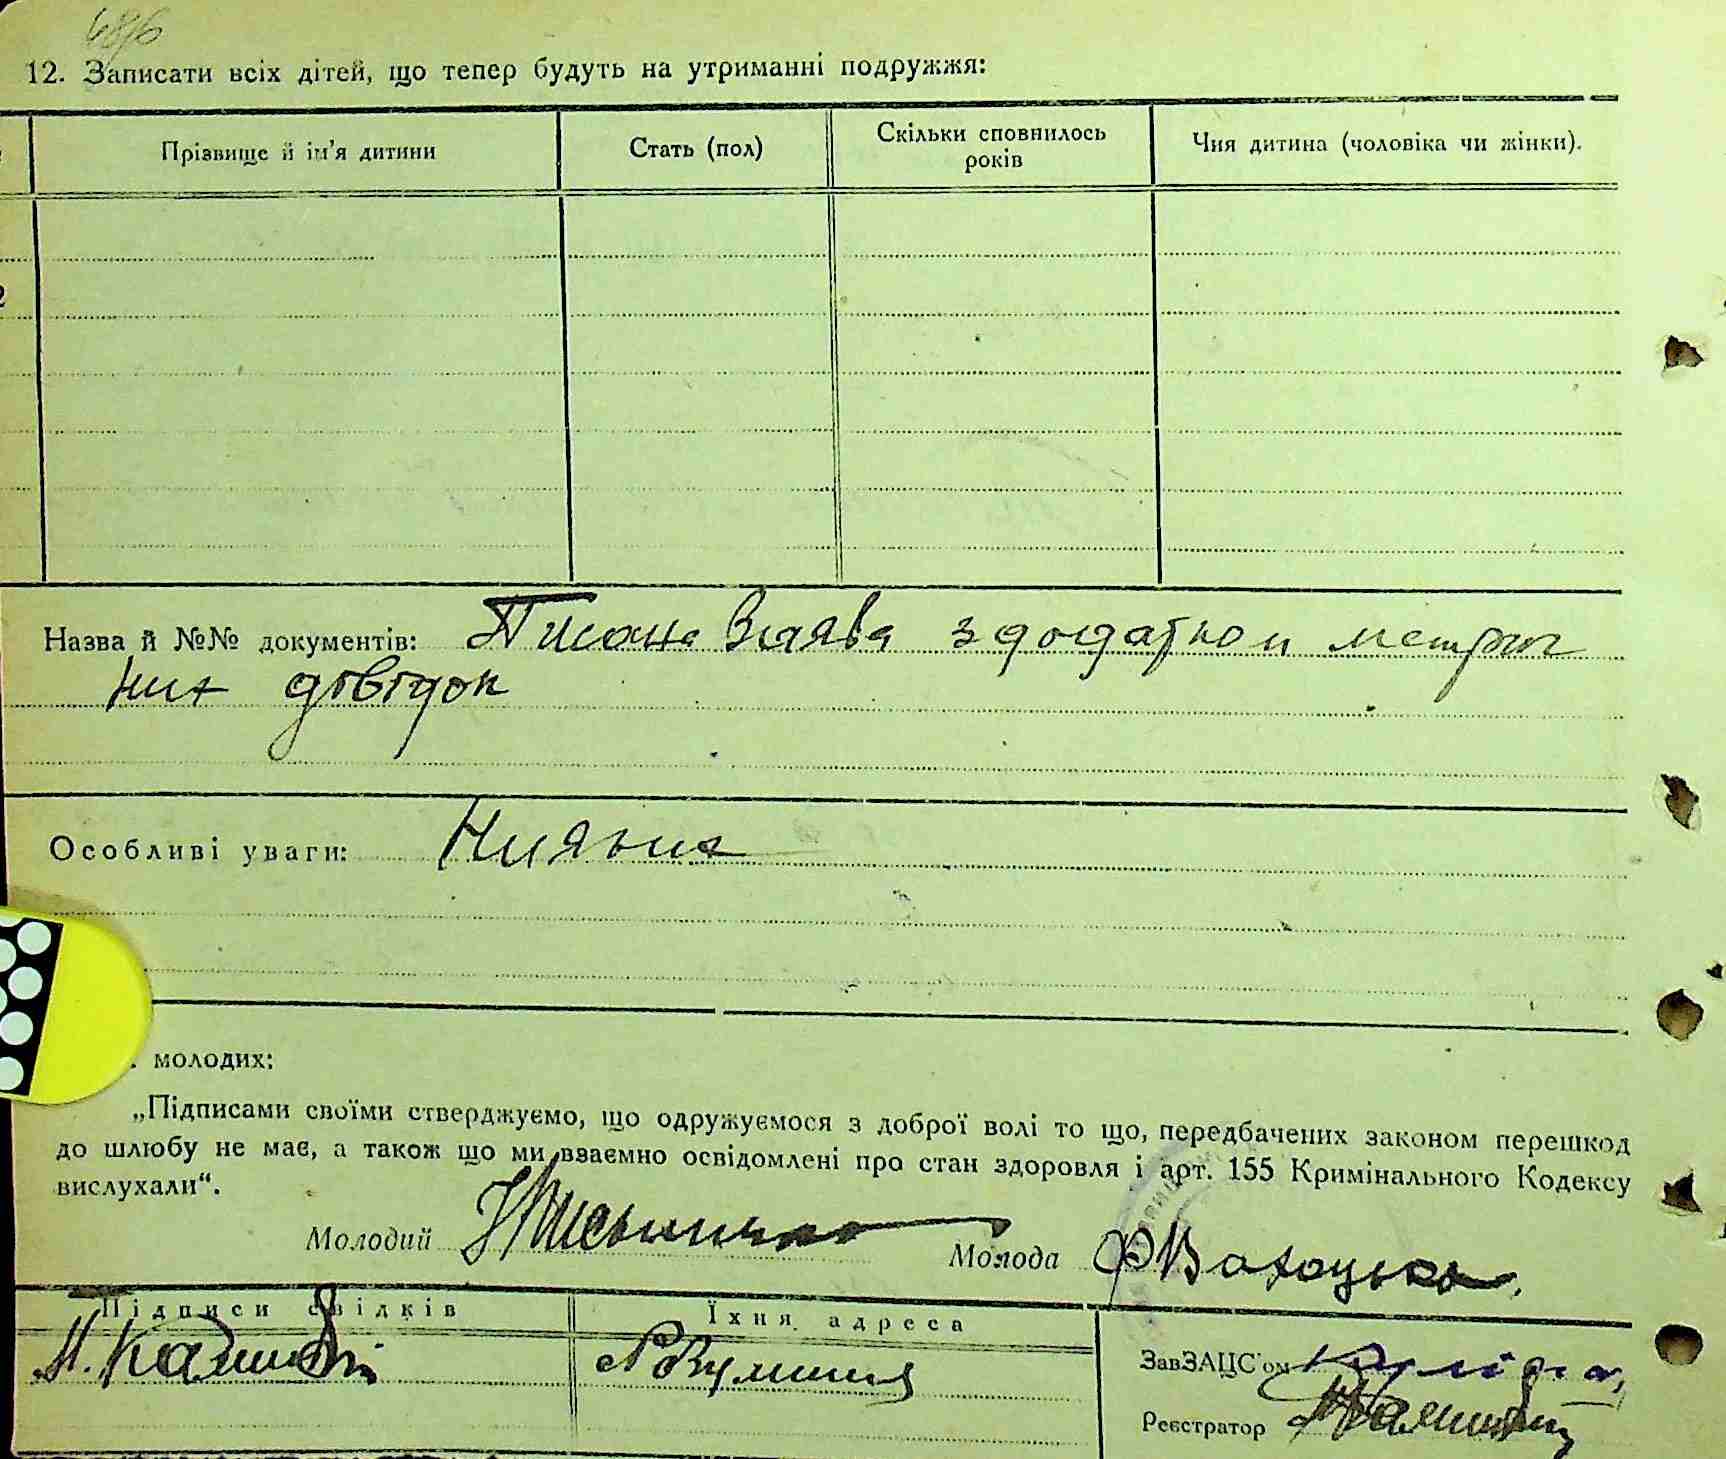 12. Записати всіх дітей, що тепер будуть на утриманні подружжя:
Прізвище й ім'я дитини
Стать (пол)
Скільки сповнилось
років
Чия дитина (чоловіка чи жінки).
2
Назва й №№ документів: Писана Заява з додатком метрич
них довідок
Особливі уваги: Нияких
молодих:
„Підписами своїми стверджуємо, що одружуємося з доброї волі то що, передбачених законом перешкод
до шлюбу не має, а також що ми взаємно освідомлені про стан здоровля і арт. 155 Кримінального Кодексу
вислухали“.
Молодий
Молода
Підписи свідків
Їхня адреса
ЗавЗАЦС'ом
Реєстратор